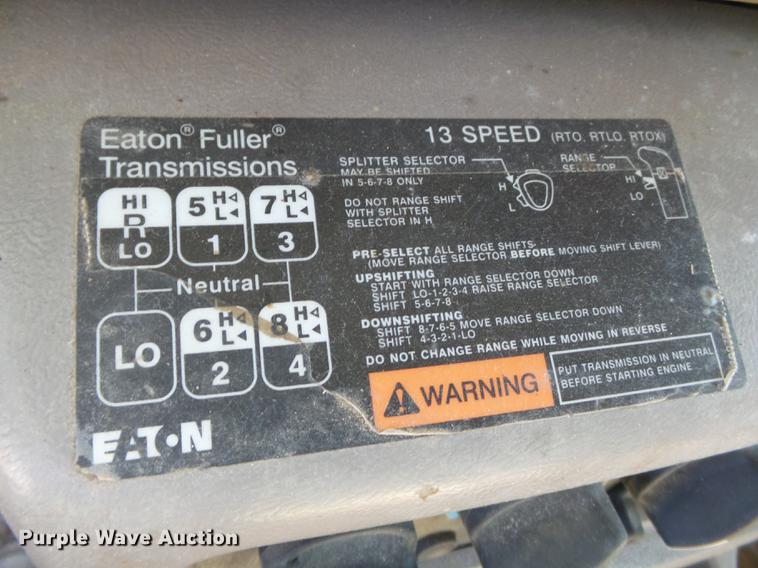 Eaton® Fuller®
Transmissions
13 SPEED (RTO, RTLO, RTOX)
SPLITTER SELECTOR
MAY BE SHIFTED
IN 5-6-7-8 ONLY
H
L
RANGE
SELECTOR
HI
LO
DO NOT RANGE SHIFT
WITH SPLITTER
SELECTOR IN H
HI
R
LO
5 H
L
1
7 H
L
3
Neutral
LO
6 H
L
2
8 H
L
4
PRE-SELECT ALL RANGE SHIFTS
(MOVE RANGE SELECTOR BEFORE MOVING SHIFT LEVER)
UPSHIFTING
START WITH RANGE SELECTOR DOWN
SHIFT LO-1-2-3-4 RAISE RANGE SELECTOR
SHIFT 5-6-7-8
DOWNSHIFTING
SHIFT 8-7-6-5 MOVE RANGE SELECTOR DOWN
SHIFT 4-3-2-1-LO
DO NOT CHANGE RANGE WHILE MOVING IN REVERSE
WARNING
PUT TRANSMISSION IN NEUTRAL
BEFORE STARTING ENGINE
EATON
Purple Wave Auction